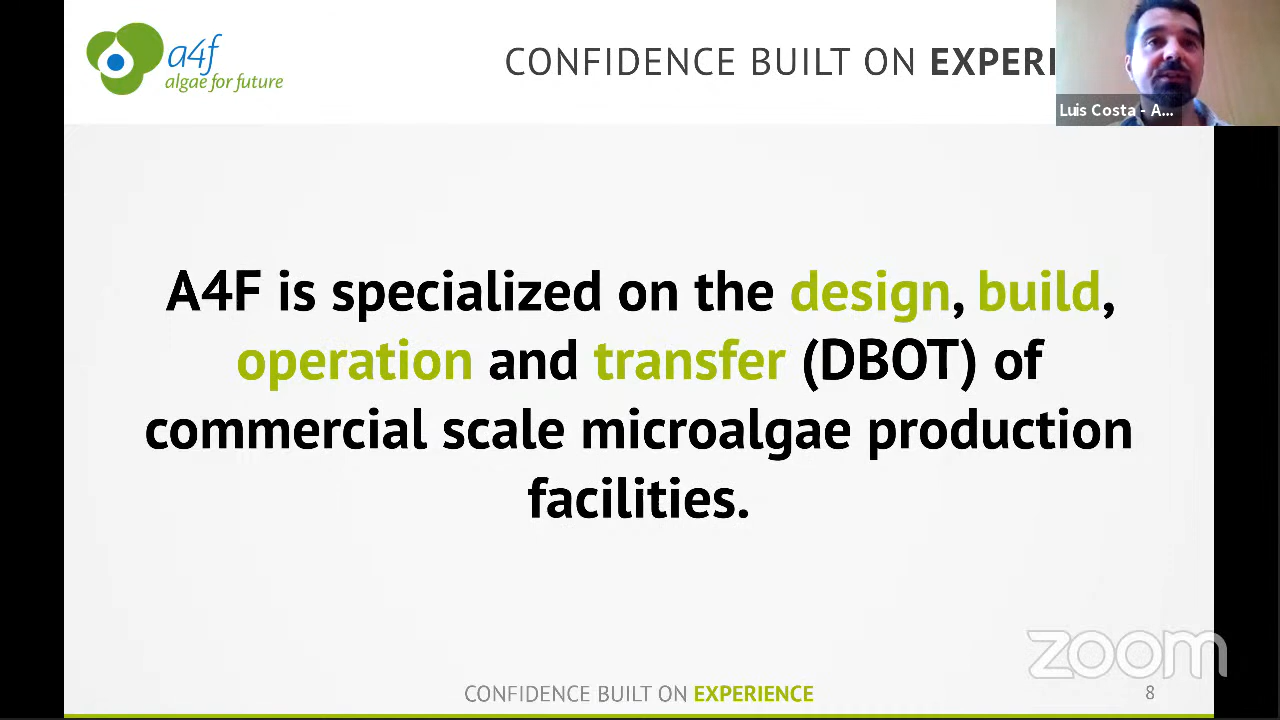 a4f
algae for future
CONFIDENCE BUILT ON EXPERI
Luis Costa - A...
A4F is specialized on the design, build,
operation and transfer (DBOT) of
commercial scale microalgae production
facilities.
zoom
CONFIDENCE BUILT ON EXPERIENCE
8